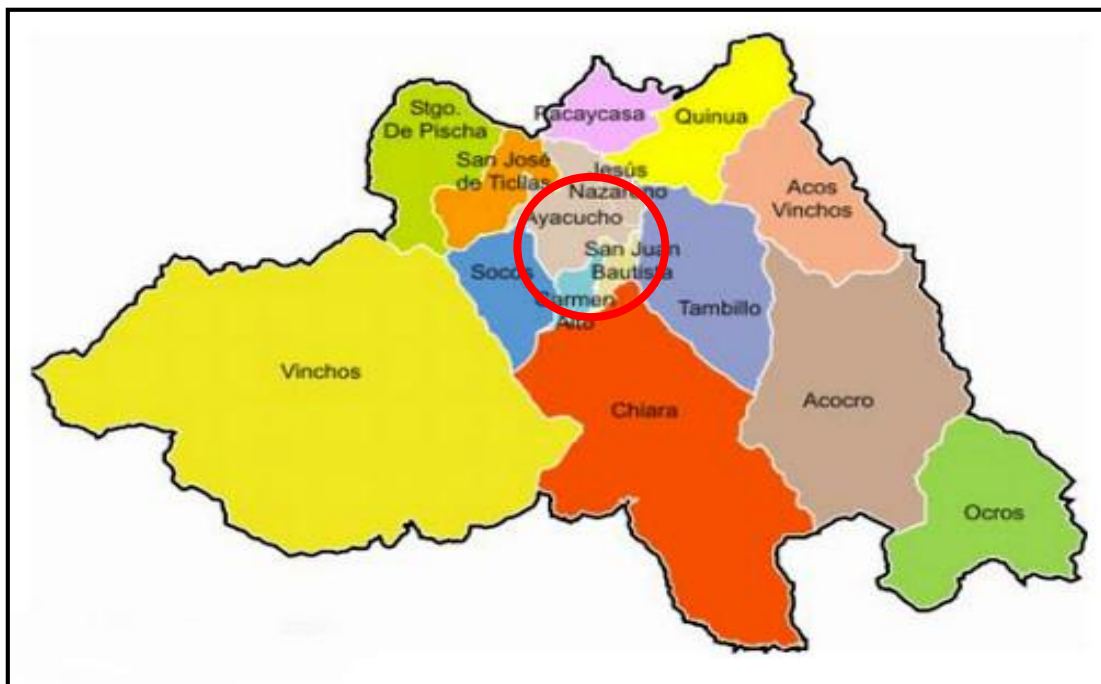 Stgo.
De Pischa
Pacaycasa
Quinua
San José
de Ticllas
Jesús
Nazareno
Acos
Vinchos
Ayacucho
San Juan
Bautista
Socos
Carmen
Alto
Tambillo
Vinchos
Chiara
Acocro
Ocros